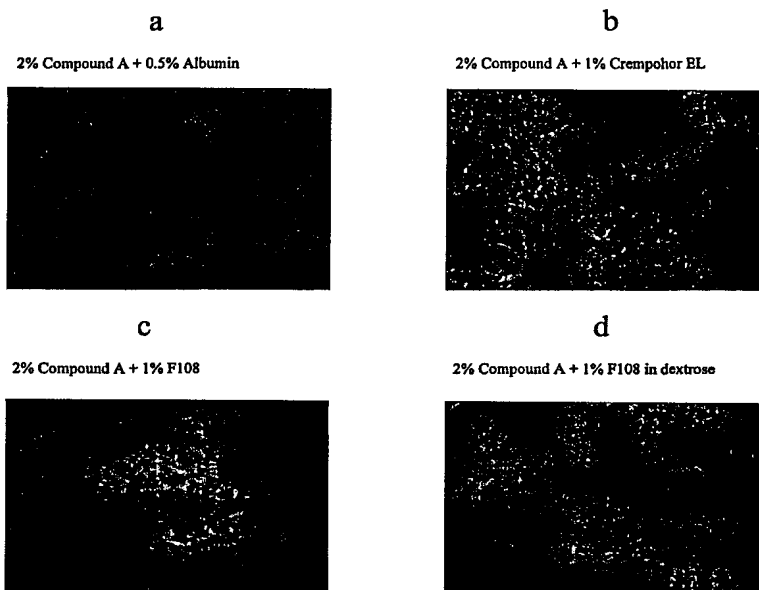 a
b
2% Compound A + 0.5% Albumin
2% Compound A + 1% Crempohor EL
c
d
2% Compound A + 1% F108
2% Compound A + 1% F108 in dextrose